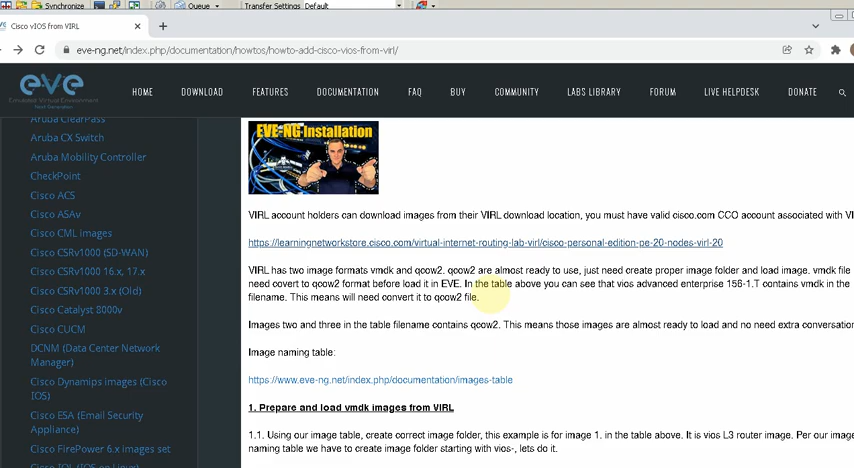 Synchronize Queue Transfer Settings Default
Cisco vIOS from VIRL
eve-ng.net/index.php/documentation/howtos/howto-add-cisco-vios-from-virl/
eve
Emulated Virtual Environment
Next Generation
HOME DOWNLOAD FEATURES DOCUMENTATION FAQ BUY COMMUNITY LABS LIBRARY FORUM LIVE HELPDESK DONATE
Aruba ClearPass
Aruba CX Switch
Aruba Mobility Controller
CheckPoint
Cisco ACS
Cisco ASAv
Cisco CML images
Cisco CSRv1000 (SD-WAN)
Cisco CSRv1000 16.x, 17.x
Cisco CSRv1000 3.x (Old)
Cisco Catalyst 8000v
Cisco CUCM
DCNM (Data Center Network
Manager)
Cisco Dynamips images (Cisco
IOS)
Cisco ESA (Email Security
Appliance)
Cisco FirePower 6.x images set
Cisco IOL (IOS on Linux)
EVE-NG Installation
VIRL account holders can download images from their VIRL download location, you must have valid cisco.com CCO account associated with VI
https://learningnetworkstore.cisco.com/virtual-internet-routing-lab-virl/cisco-personal-edition-pe-20-nodes-virl-20
VIRL has two image formats vmdk and qcow2. qcow2 are almost ready to use, just need create proper image folder and load image. vmdk file
need covert to qcow2 format before load it in EVE. In the table above you can see that vios advanced enterprise 156-1.T contains vmdk in the
filename. This means will need convert it to qcow2 file.
Images two and three in the table filename contains qcow2. This means those images are almost ready to load and no need extra conversatio
Image naming table:
https://www.eve-ng.net/index.php/documentation/images-table
1. Prepare and load vmdk images from VIRL
1.1. Using our image table, create correct image folder, this example is for image 1. in the table above. It is vios L3 router image. Per our image
naming table we have to create image folder starting with vios-, lets do it.